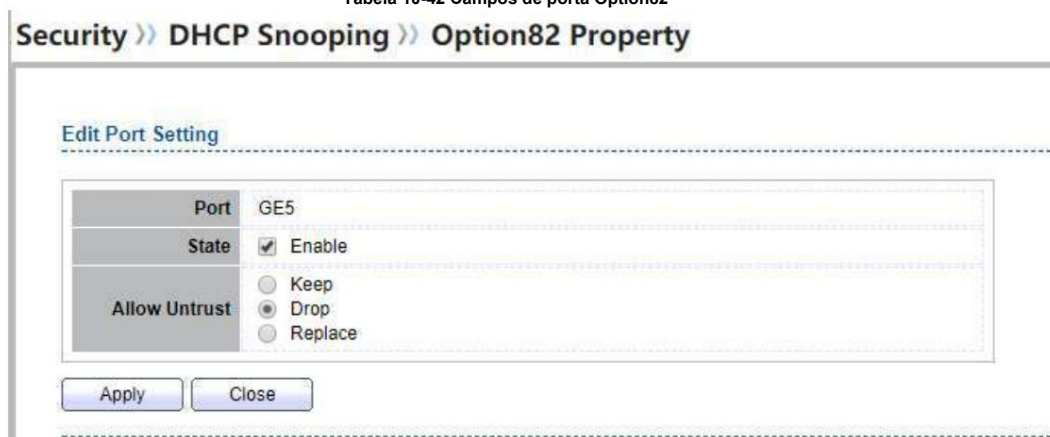 Tabela 10-42 Campos de porta Option82
Security 》 DHCP Snooping 》 Option82 Property
Edit Port Setting
Port GE5
State Enable
Allow Untrust Keep
Drop
Replace
Apply Close